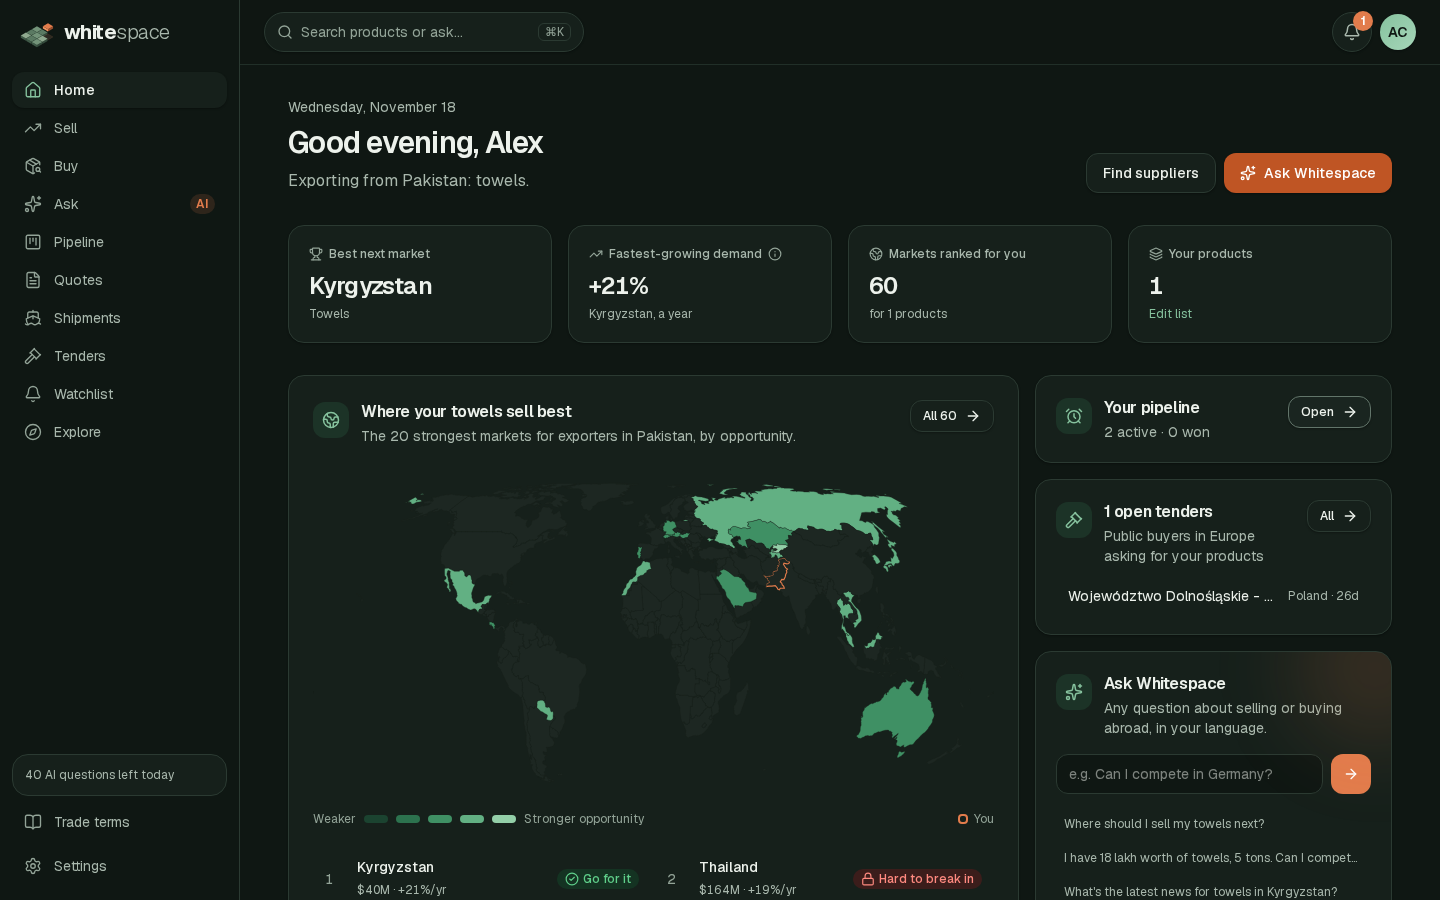 whitespace
Search products or ask...
⌘K
1
AC
Home
Sell
Buy
Ask
AI
Pipeline
Quotes
Shipments
Tenders
Watchlist
Explore
40 AI questions left today
Trade terms
Settings
Wednesday, November 18
Good evening, Alex
Exporting from Pakistan: towels.
Find suppliers
Ask Whitespace
Best next market
Kyrgyzstan
Towels
Fastest-growing demand
+21%
Kyrgyzstan, a year
Markets ranked for you
60
for 1 products
Your products
1
Edit list
Where your towels sell best
The 20 strongest markets for exporters in Pakistan, by opportunity.
All 60
Weaker
Stronger opportunity
You
1
Kyrgyzstan
$40M · +21%/yr
Go for it
2
Thailand
$164M · +19%/yr
Hard to break in
Your pipeline
2 active · 0 won
Open
1 open tenders
Public buyers in Europe
asking for your products
All
Województwo Dolnośląskie - ...
Poland · 26d
Ask Whitespace
Any question about selling or buying
abroad, in your language.
e.g. Can I compete in Germany?
Where should I sell my towels next?
I have 18 lakh worth of towels, 5 tons. Can I compet...
What's the latest news for towels in Kyrgyzstan?